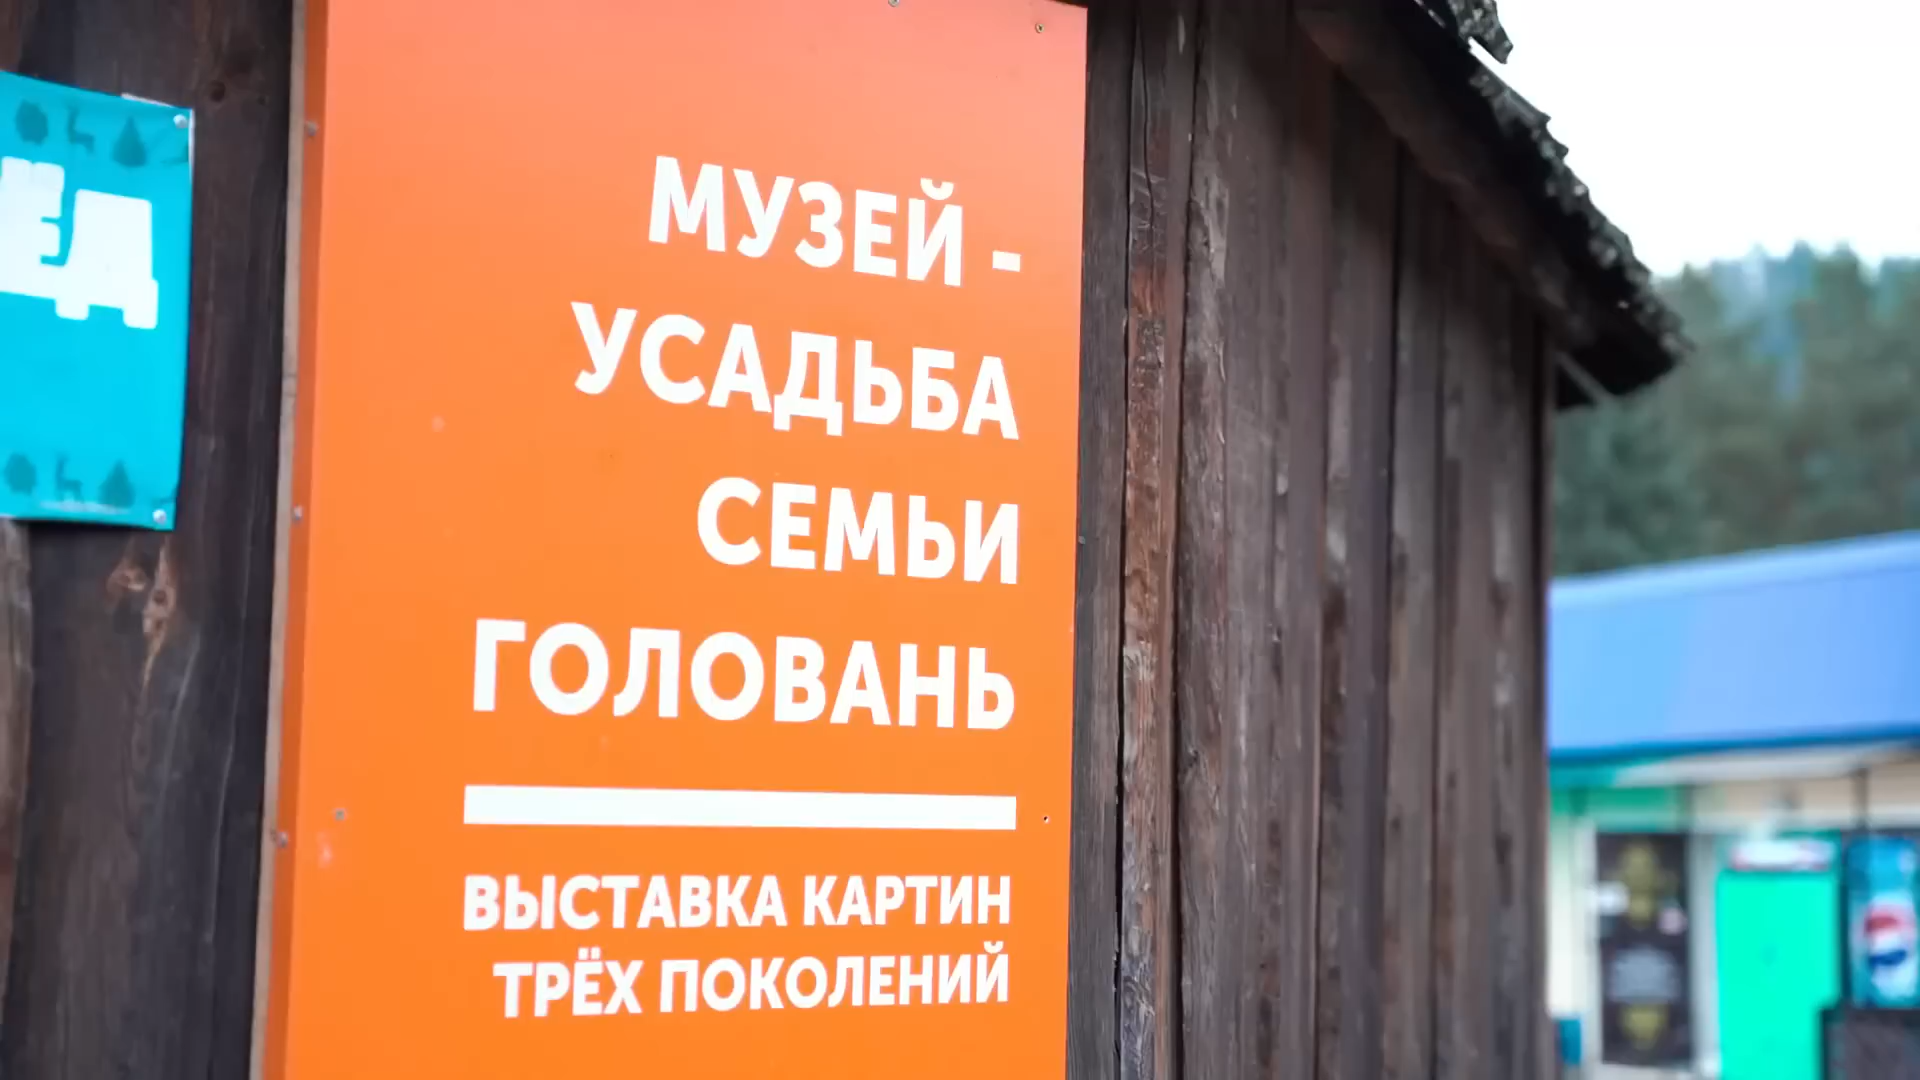 МУЗЕЙ -
УСАДЬБА
СЕМЬИ
ГОЛОВАНЬ
ВЫСТАВКА КАРТИН
ТРЁХ ПОКОЛЕНИЙ